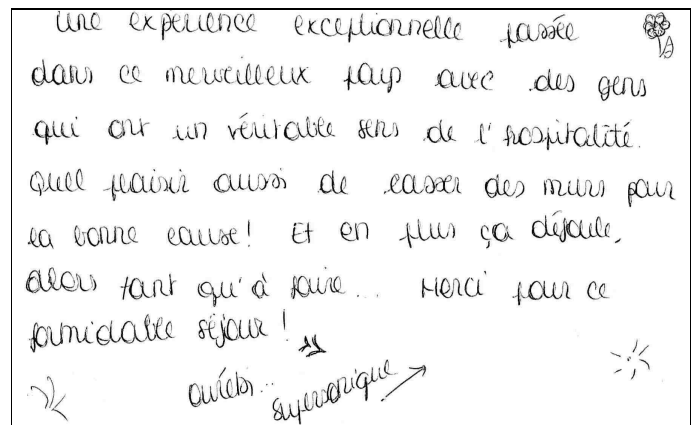 une experience exceptionnelle passée
dans ce merveilleux pays avec des gens
qui ont un véritable sens de l'hospitalité.
Quel plaisir aussi de casser des murs pour
la bonne cause! Et en plus ça défoule,
alors tant qu'à faire... Merci pour ce
formidable séjour!
supersonique